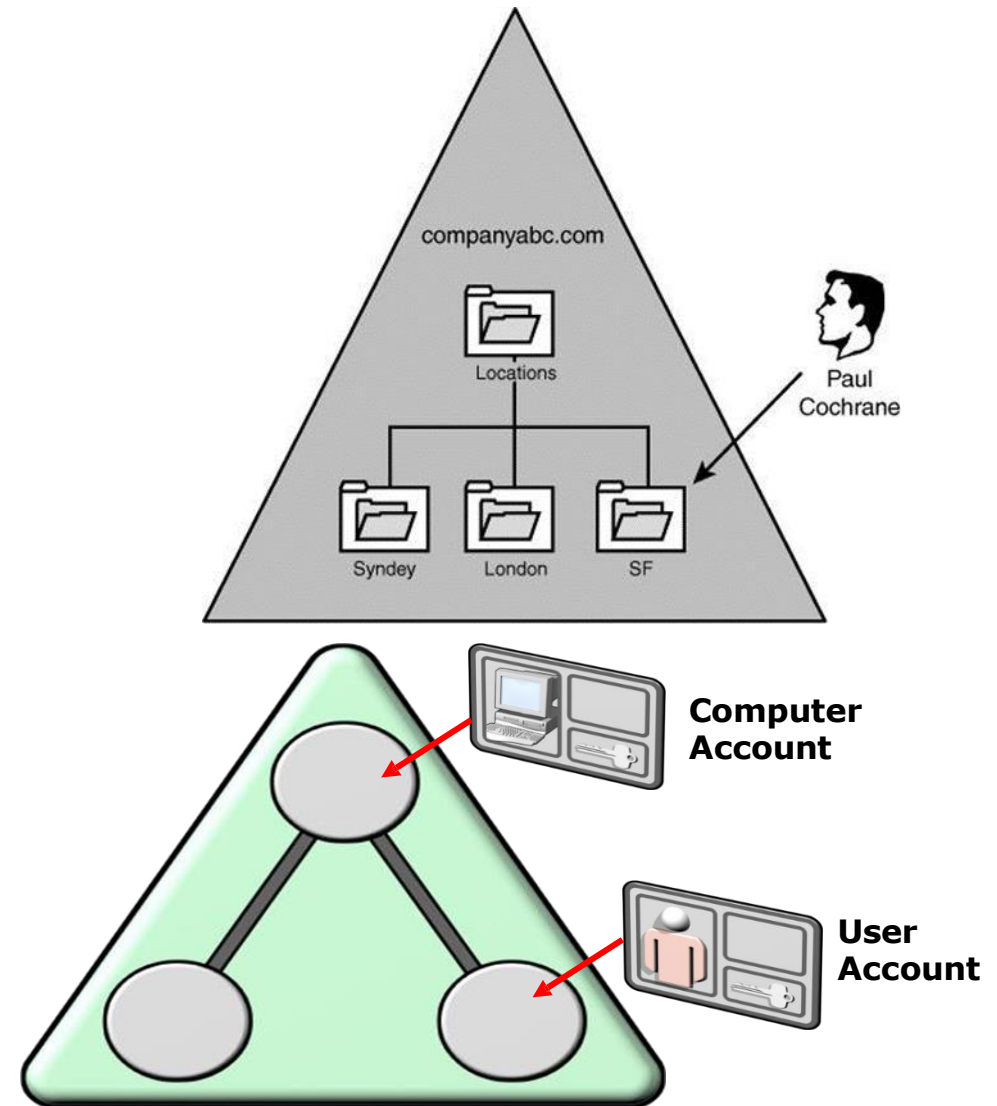 companyabc.com
Locations
Paul
Cochrane
Syndey
London
SF
Computer
Account
User
Account